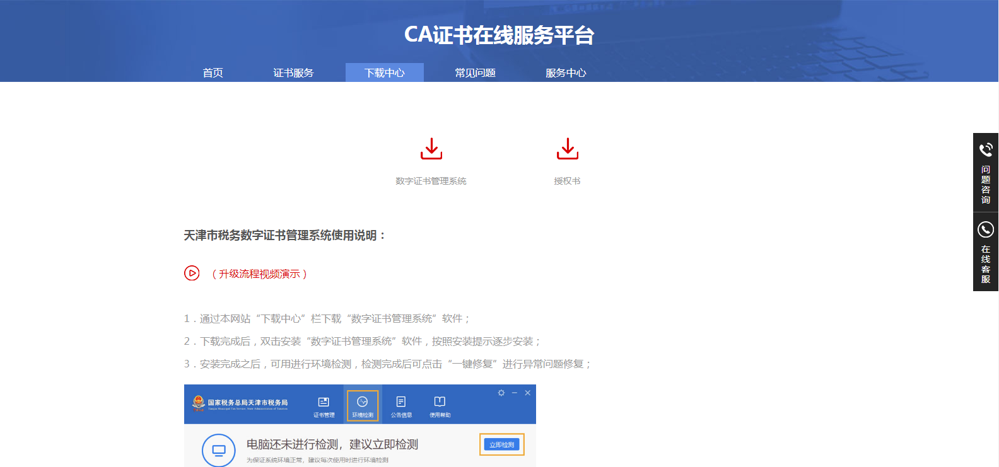 CA证书在线服务平台
首页 证书服务 下载中心 常见问题 服务中心
数字证书管理系统 授权书
天津市税务数字证书管理系统使用说明：
（升级流程视频演示）
1．通过本网站“下载中心”栏下载“数字证书管理系统”软件；
2．下载完成后，双击安装“数字证书管理系统”软件，按照安装提示逐步安装；
3．安装完成之后，可用进行环境检测，检测完成后可点击“一键修复”进行异常问题修复；
国家税务总局天津市税务局
Tianjin Municipal Tax Service, State Administration of Taxation
证书管理 环境检测 公告信息 使用帮助
电脑还未进行检测，建议立即检测
立即检测
为保证系统环境正常，建议每次使用时进行环境检测
问题咨询
在线客服